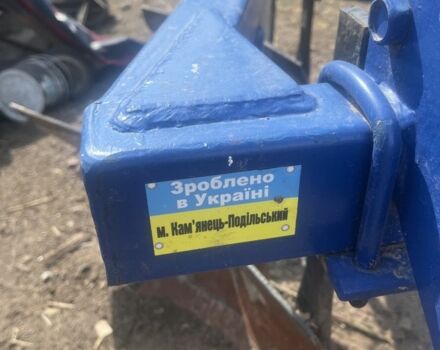 Зроблено
в Україні
м. Кам'янець-Подільський